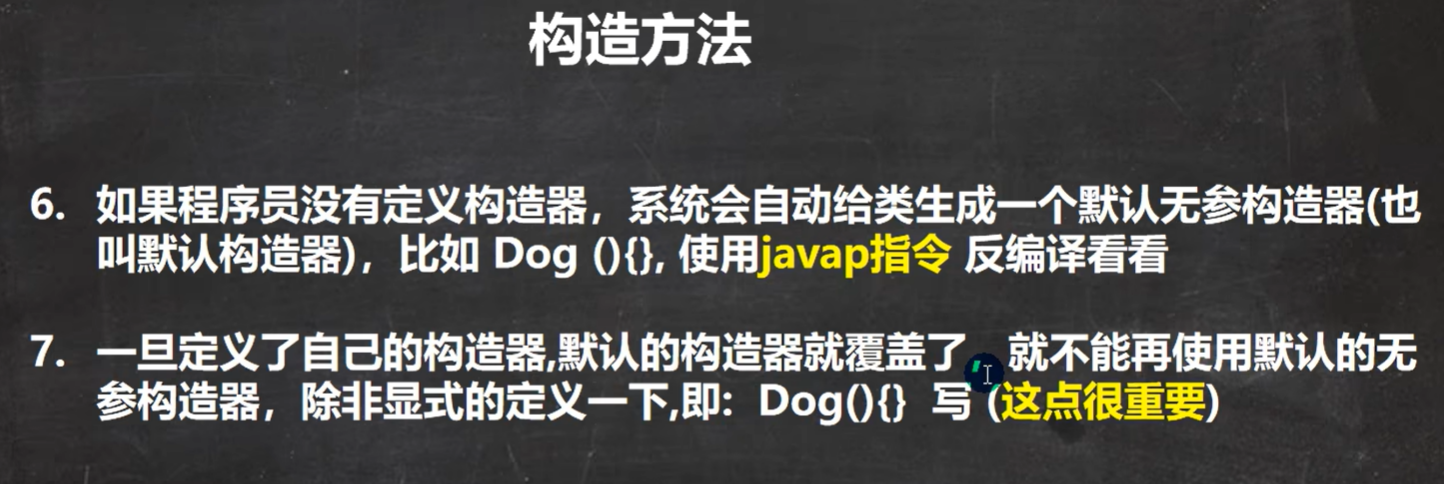 构造方法
6. 如果程序员没有定义构造器，系统会自动给类生成一个默认无参构造器(也
叫默认构造器)，比如 Dog (){}, 使用javap指令 反编译看看
7. 一旦定义了自己的构造器,默认的构造器就覆盖了，就不能再使用默认的无
参构造器，除非显式的定义一下,即: Dog(){} 写 (这点很重要)